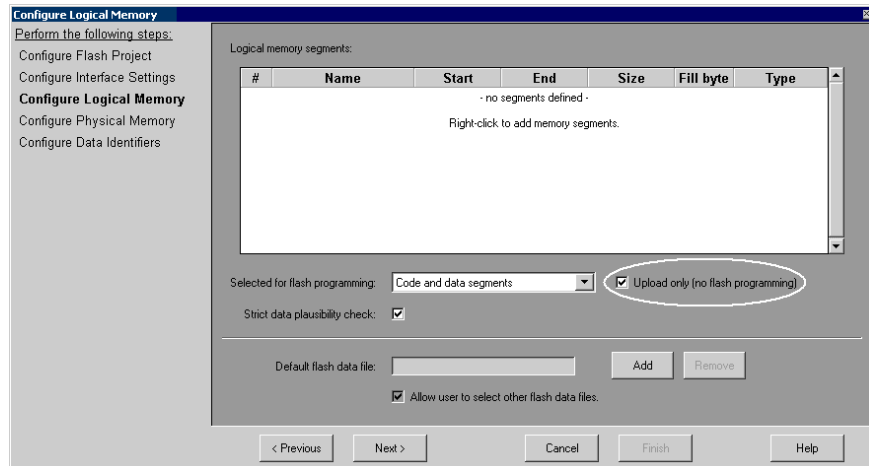 Configure Logical Memory
Perform the following steps:
Configure Flash Project
Configure Interface Settings
Configure Logical Memory
Configure Physical Memory
Configure Data Identifiers
Logical memory segments:
# Name Start End Size Fill byte Type
- no segments defined -
Right-click to add memory segments.
Selected for flash programming: Code and data segments Upload only (no flash programming)
Strict data plausibility check:
Default flash data file: Add Remove
Allow user to select other flash data files.
< Previous Next > Cancel Finish Help